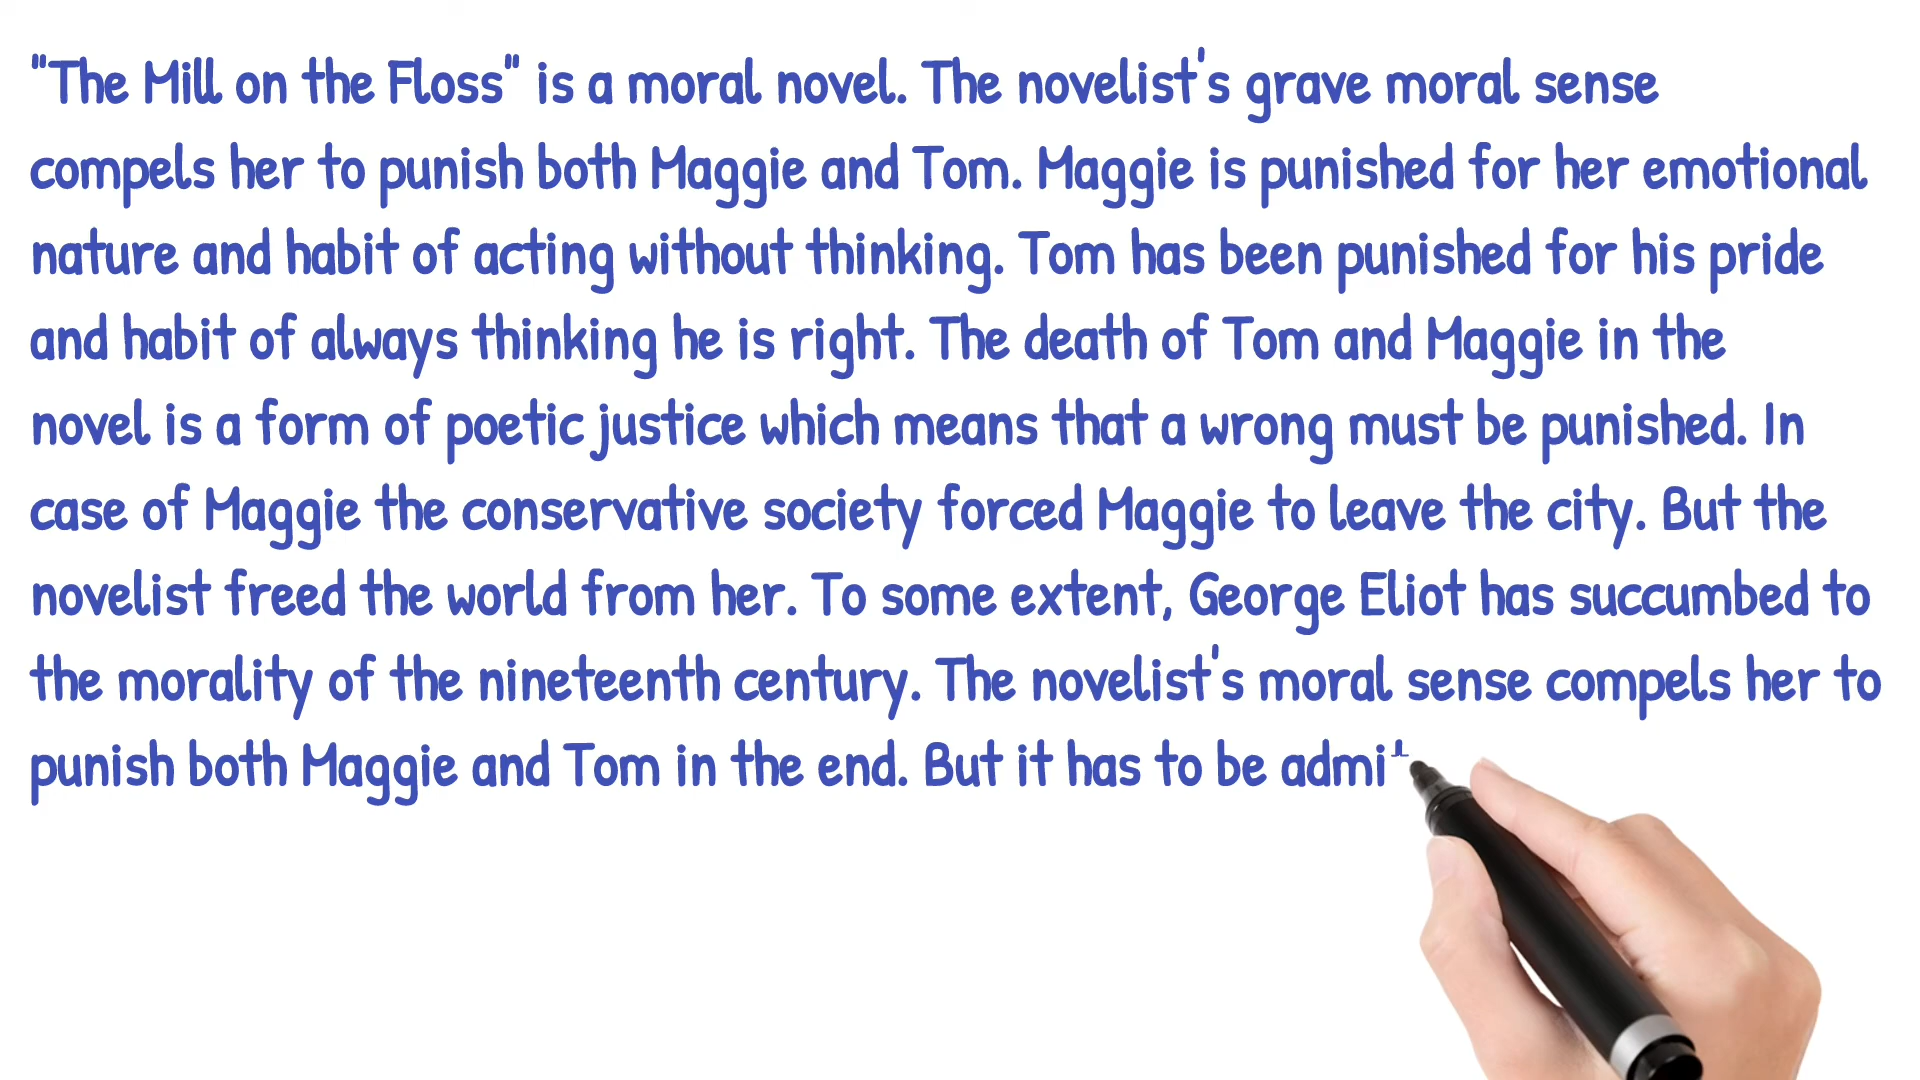 "The Mill on the Floss" is a moral novel. The novelist's grave moral sense
compels her to punish both Maggie and Tom. Maggie is punished for her emotional
nature and habit of acting without thinking. Tom has been punished for his pride
and habit of always thinking he is right. The death of Tom and Maggie in the
novel is a form of poetic justice which means that a wrong must be punished. In
case of Maggie the conservative society forced Maggie to leave the city. But the
novelist freed the world from her. To some extent, George Eliot has succumbed to
the morality of the nineteenth century. The novelist's moral sense compels her to
punish both Maggie and Tom in the end. But it has to be admit